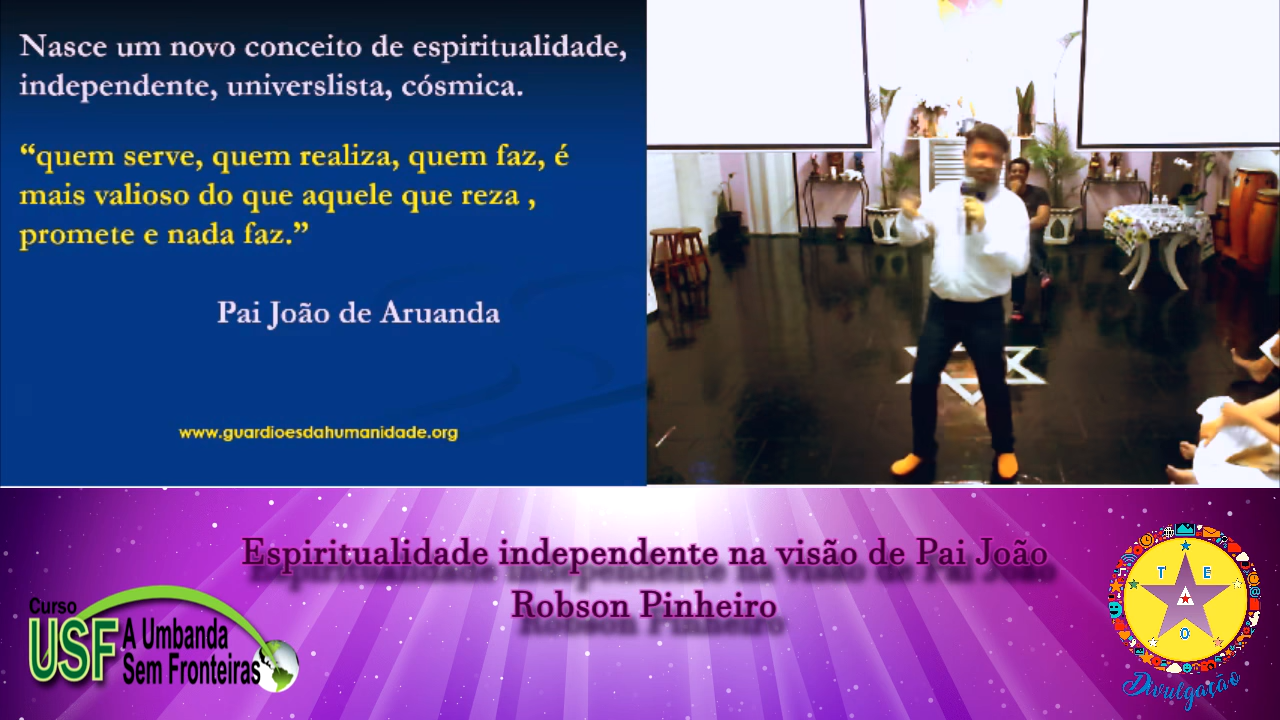 Nasce um novo conceito de espiritualidade,
independente, universlista, cósmica.
“quem serve, quem realiza, quem faz, é
mais valioso do que aquele que reza ,
promete e nada faz.”
Pai João de Aruanda
www.guardioesdahumanidade.org
Espiritualidade independente na visão de Pai João
Robson Pinheiro
Curso
USF A Umbanda
Sem Fronteiras
T E
A
O
Divulgação